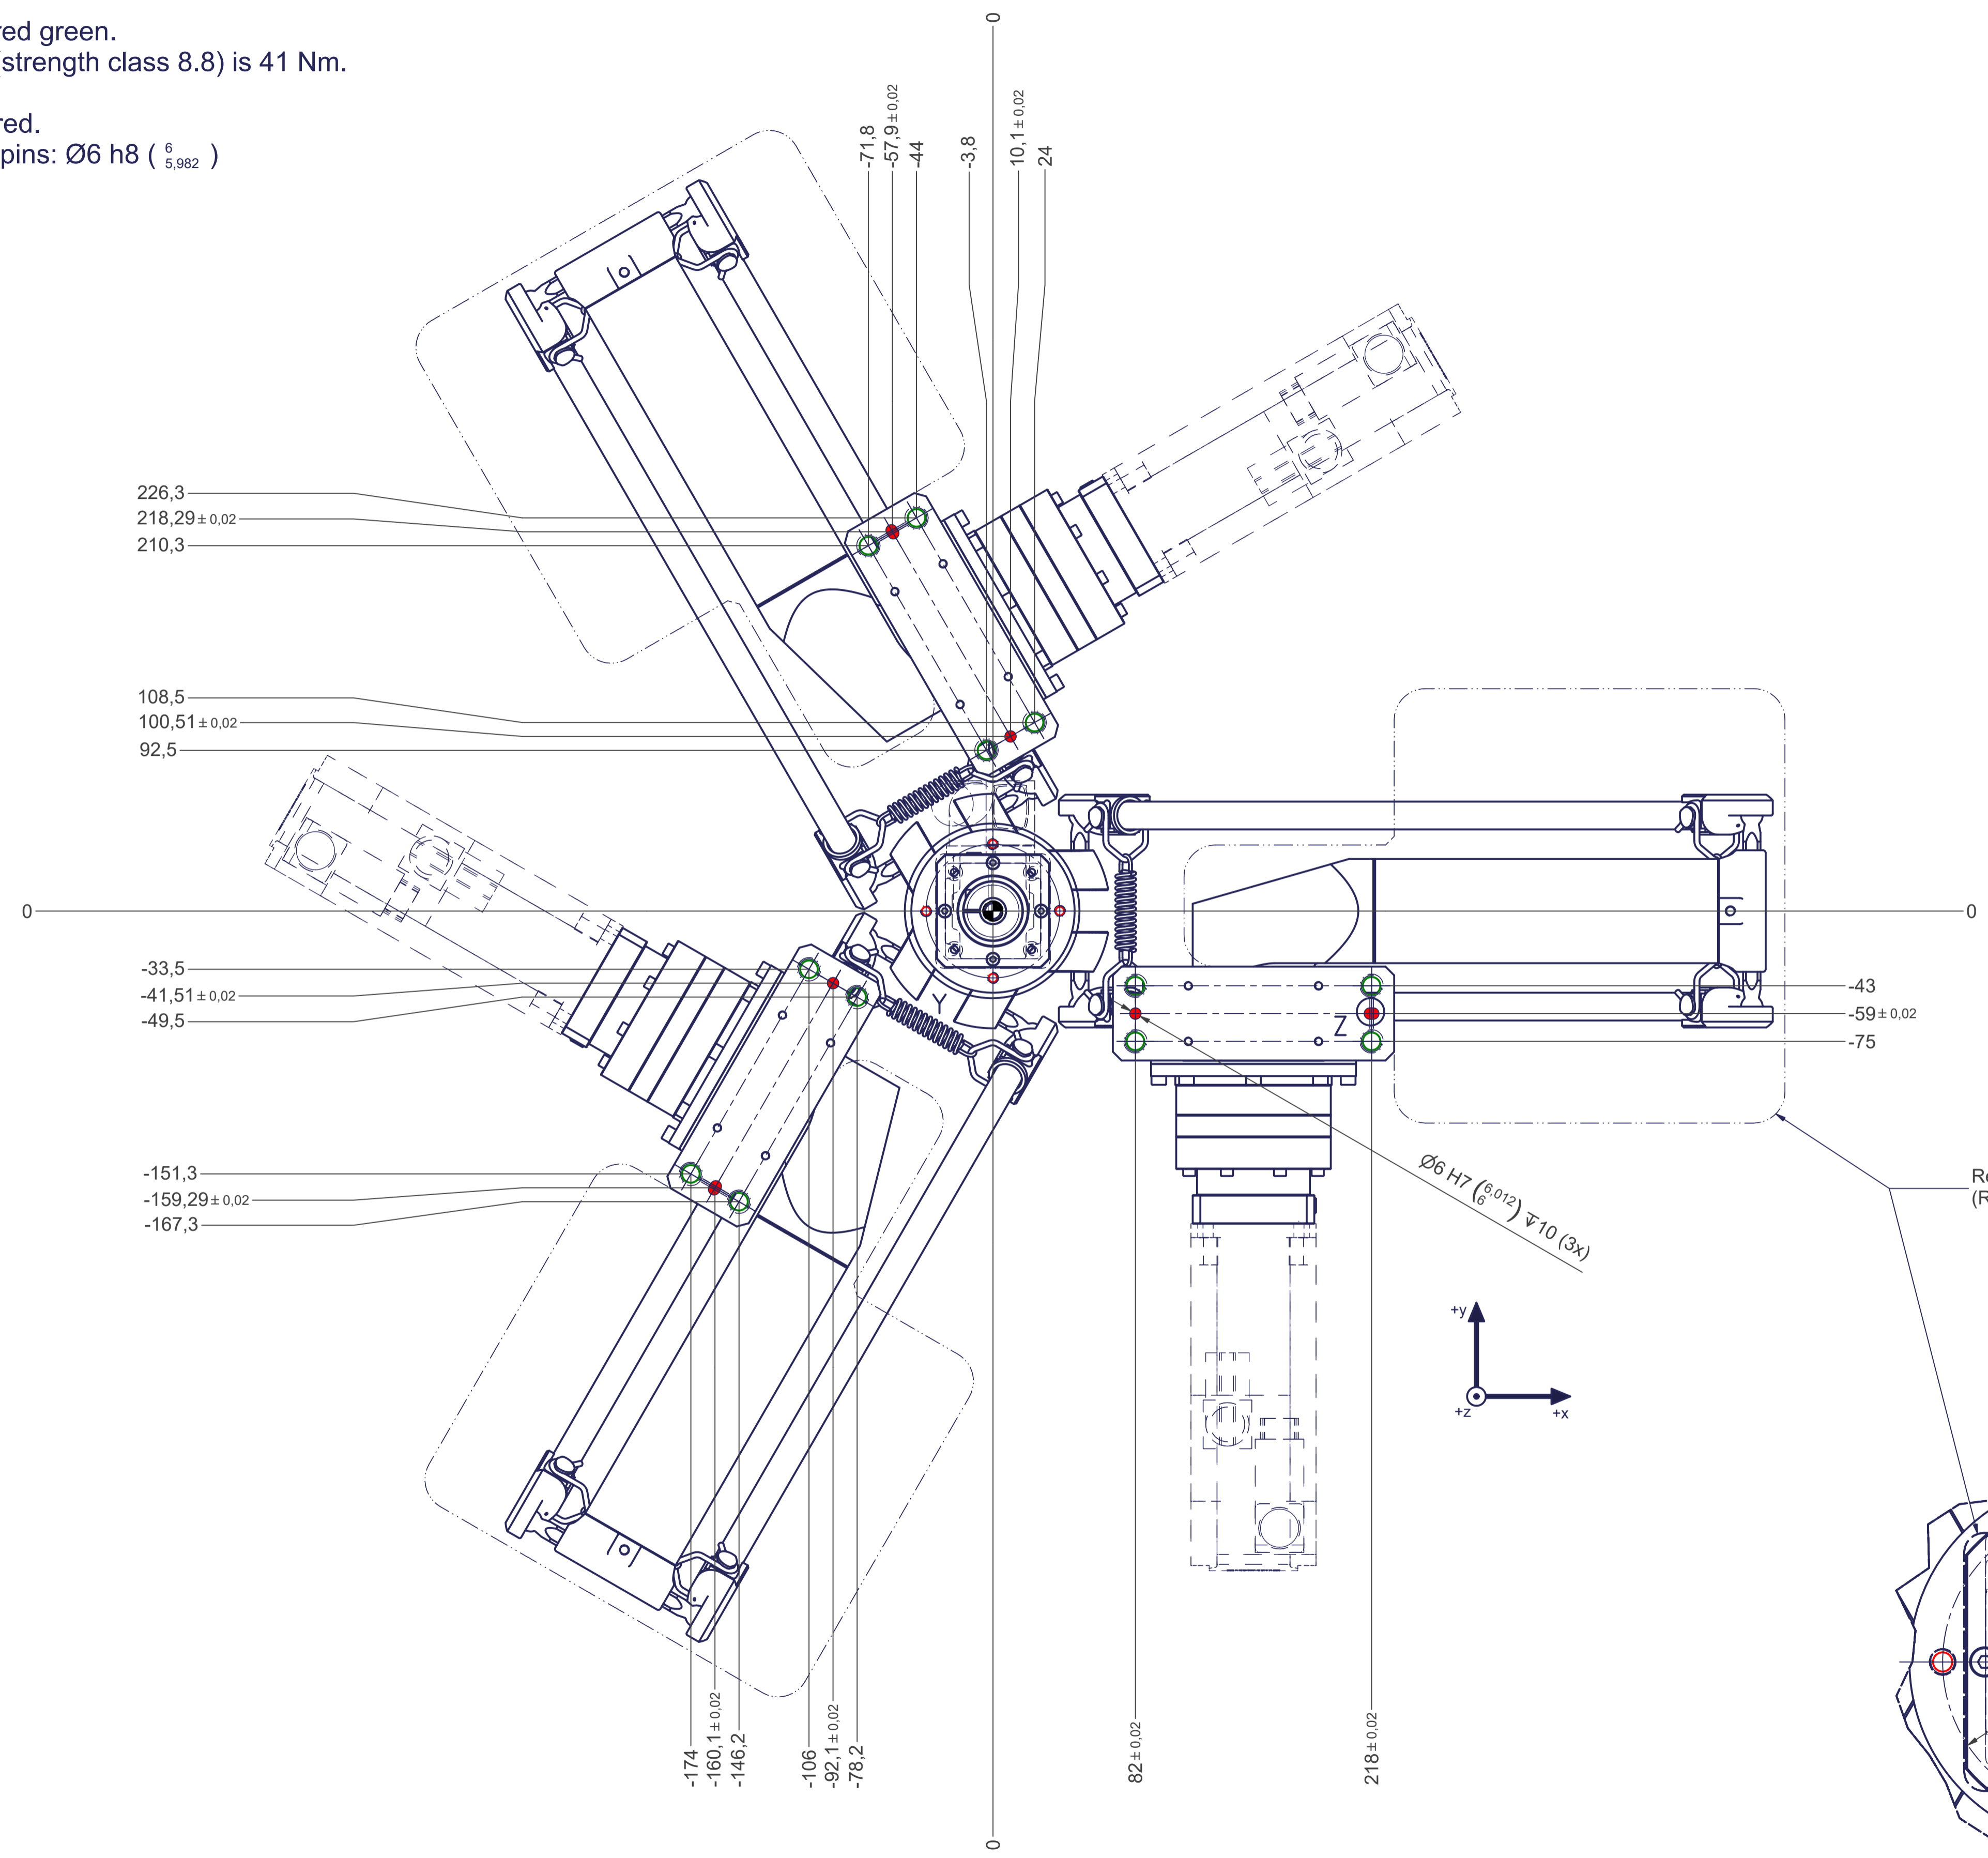 red green.
(strength class 8.8) is 41 Nm.
red.
pins: Ø6 h8 ( 6 5,982 )
0
-71,8
-57,9 ± 0,02
-44
-3,8
10,1 ± 0,02
24
226,3
218,29 ± 0,02
210,3
108,5
100,51 ± 0,02
92,5
0
0
-33,5
-41,51 ± 0,02
-49,5
Y
Z
-43
-59 ± 0,02
-75
-151,3
-159,29 ± 0,02
-167,3
Ø6 H7 (6,012 6) ↧10 (3x)
(R
+y
+z
+x
-174
-160,1 ± 0,02
-146,2
-106
-92,1 ± 0,02
-78,2
82 ± 0,02
218 ± 0,02
0